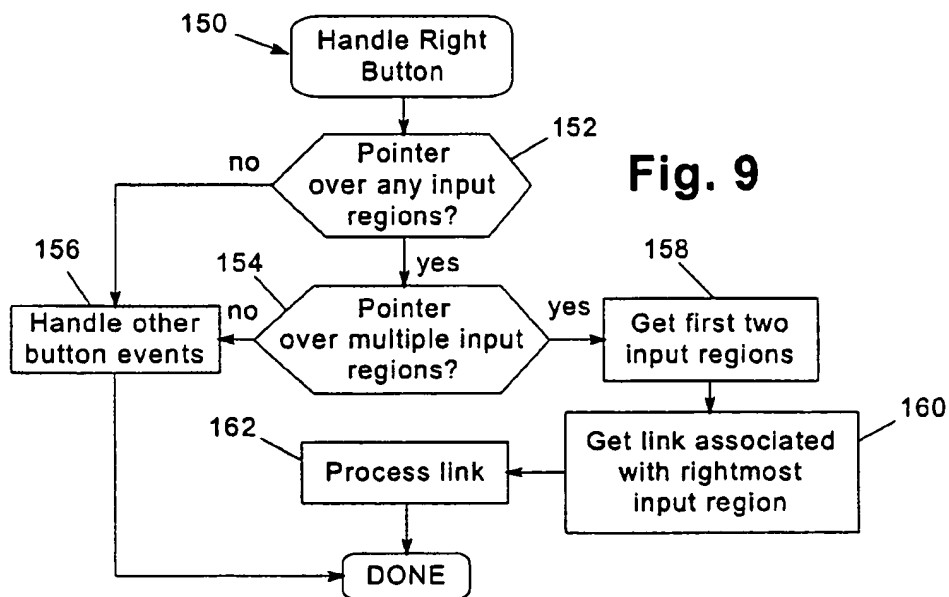 150
Handle Right
Button
152
Pointer
over any input
regions?
no
Fig. 9
yes
156
154
158
Handle other
button events
no
Pointer
over multiple input
regions?
yes
Get first two
input regions
160
162
Process link
Get link associated
with rightmost
input region
DONE